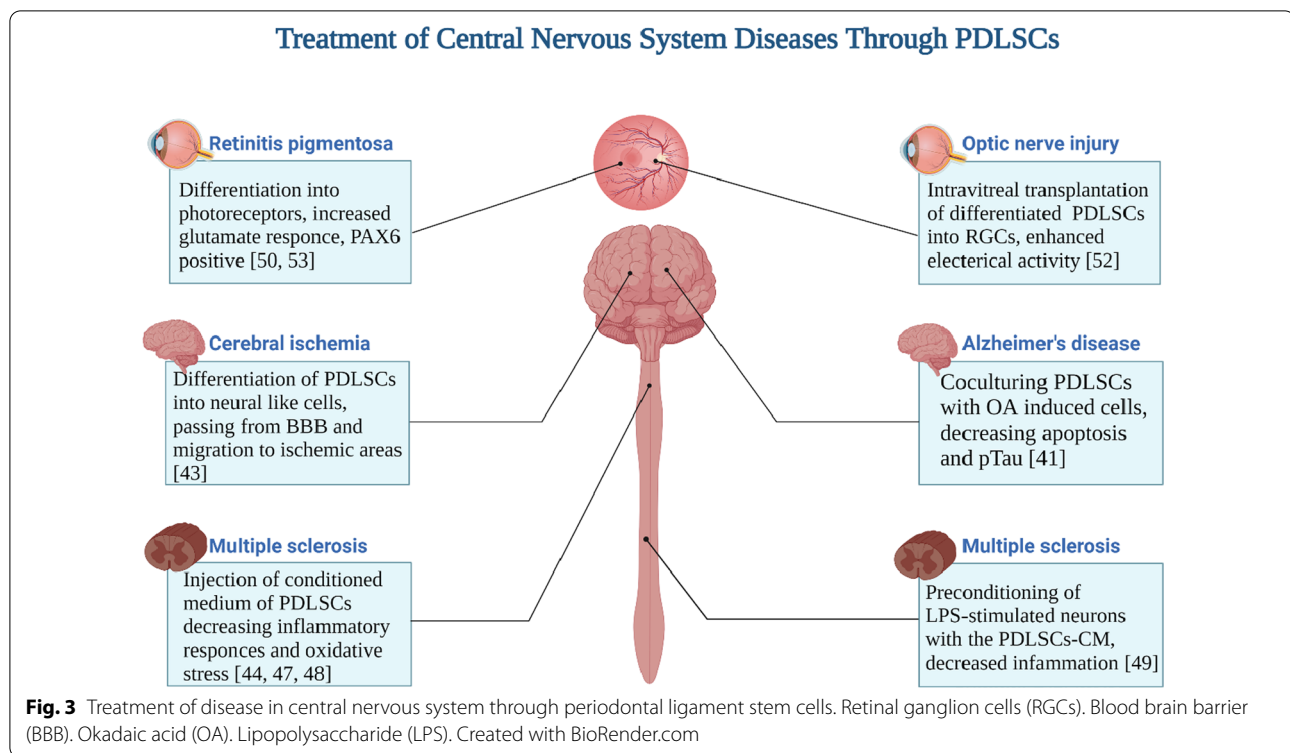 Treatment of Central Nervous System Diseases Through PDLSCs
Retinitis pigmentosa
Differentiation into
photoreceptors, increased
glutamate responce, PAX6
positive [50, 53]
Optic nerve injury
Intravitreal transplantation
of differentiated PDLSCs
into RGCs, enhanced
electerical activity [52]
Cerebral ischemia
Differentiation of PDLSCs
into neural like cells,
passing from BBB and
migration to ischemic areas
[43]
Alzheimer's disease
Coculturing PDLSCs
with OA induced cells,
decreasing apoptosis
and pTau [41]
Multiple sclerosis
Injection of conditioned
medium of PDLSCs
decreasing inflammatory
responces and oxidative
stress [44, 47, 48]
Multiple sclerosis
Preconditioning of
LPS-stimulated neurons
with the PDLSCs-CM,
decreased infammation [49]
Fig. 3 Treatment of disease in central nervous system through periodontal ligament stem cells. Retinal ganglion cells (RGCs). Blood brain barrier
(BBB). Okadaic acid (OA). Lipopolysaccharide (LPS). Created with BioRender.com